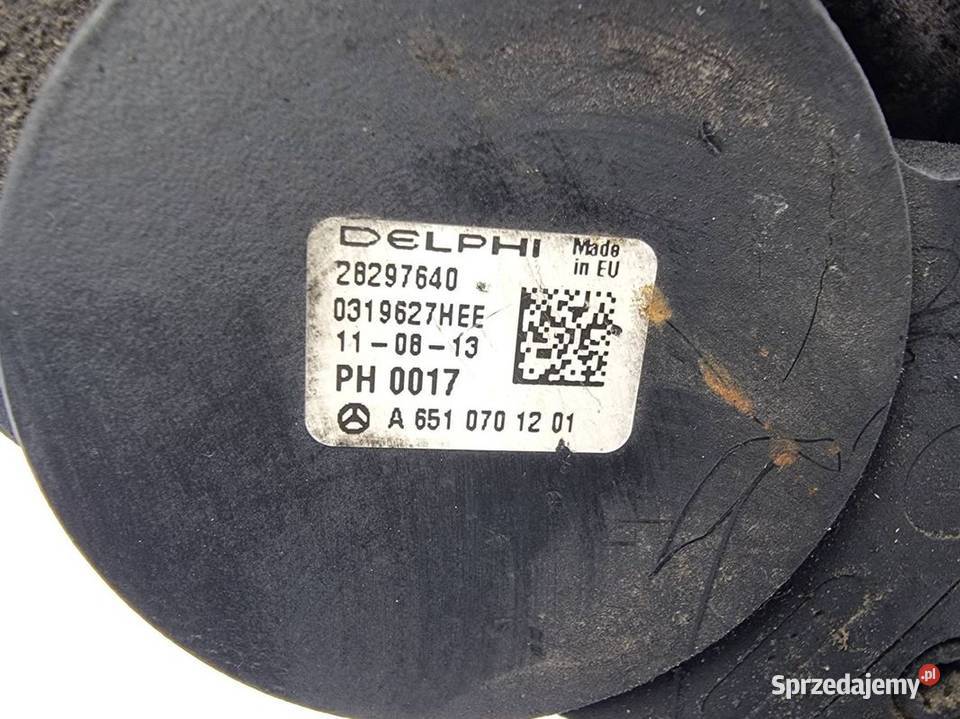 DELPHI Made
in EU
28297640
0319627HEE
11-08-13
PH 0017
A 651 070 12 01
Sprzedajemy.pl